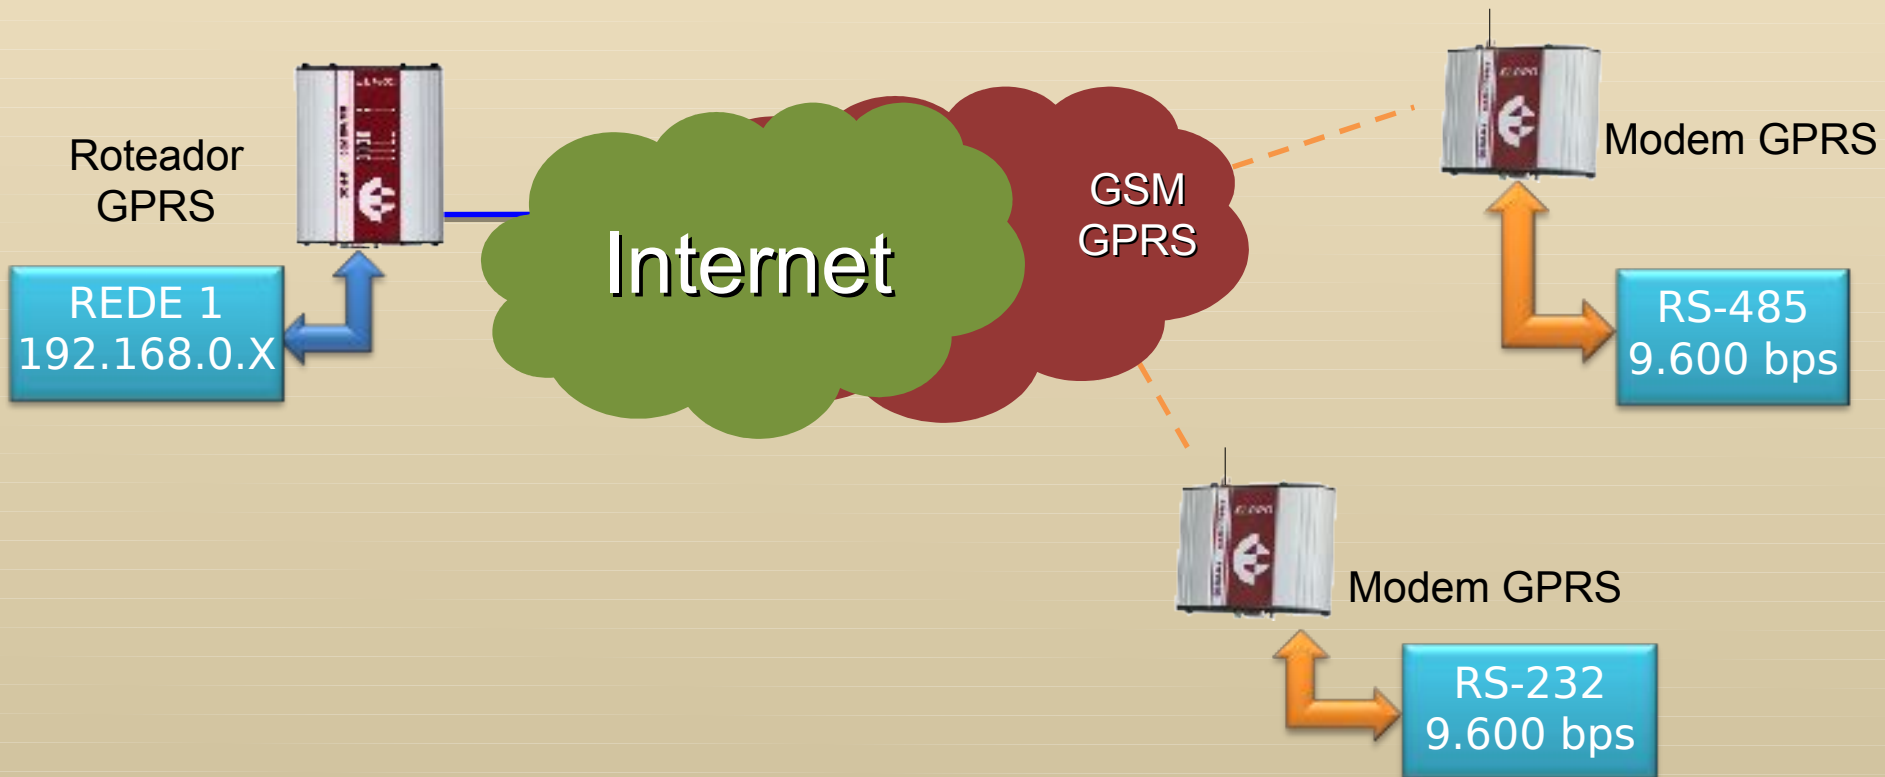 Roteador
GPRS
REDE 1
192.168.0.X
Internet
GSM
GPRS
Modem GPRS
RS-485
9.600 bps
Modem GPRS
RS-232
9.600 bps